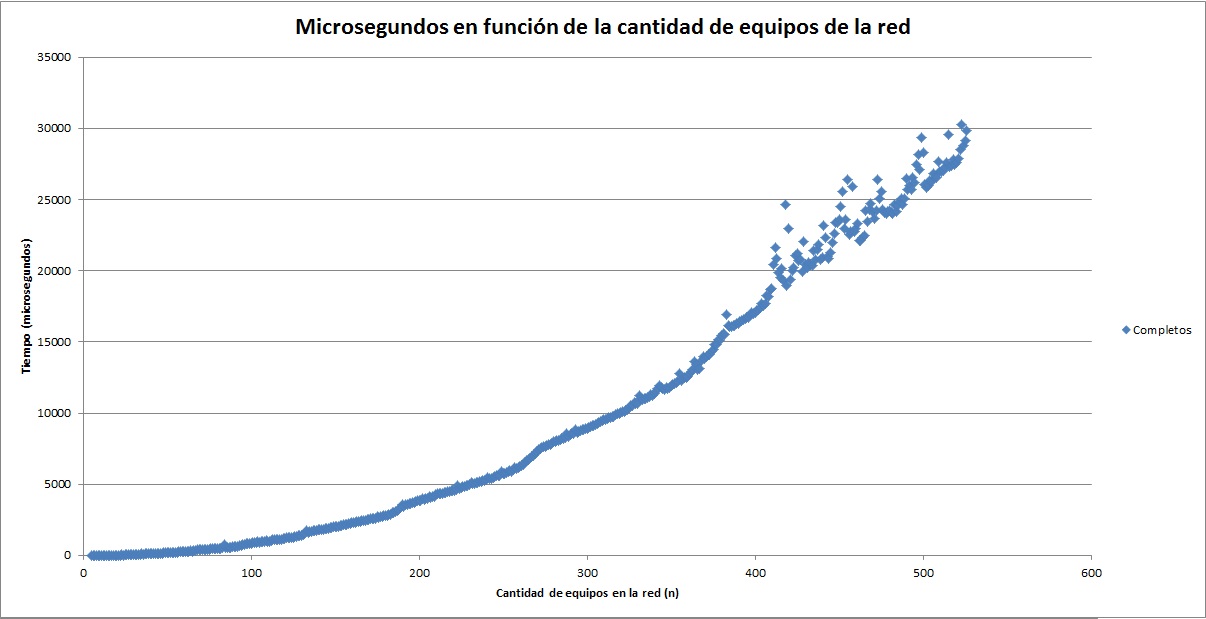 Microsegundos en función de la cantidad de equipos de la red
35000
30000
25000
20000
15000
10000
5000
0
Tiempo (microsegundos)
0 100 200 300 400 500 600
Cantidad de equipos en la red (n)
Completos